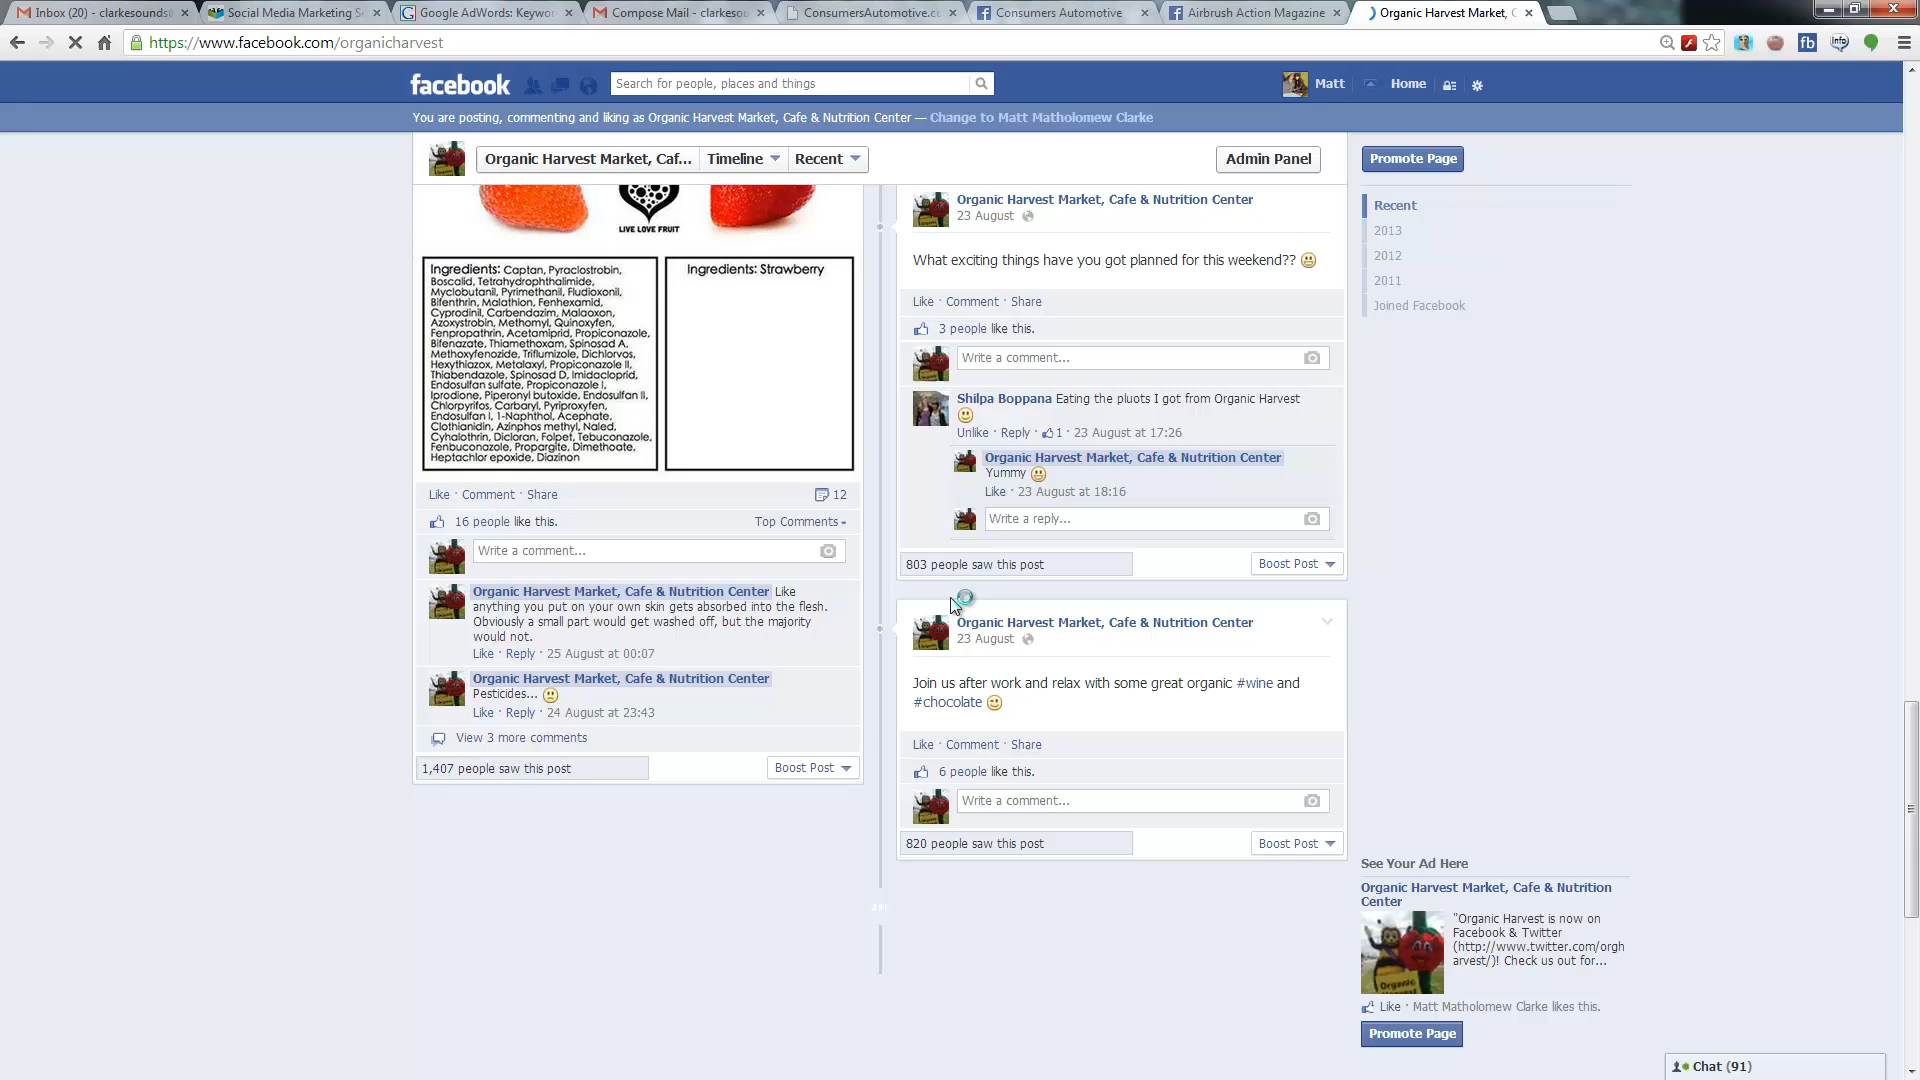 Inbox (20) - clarkesounds
Social Media Marketing S
Google AdWords: Keywor
Compose Mail - clarkesou
ConsumersAutomotive.c
Consumers Automotive
Airbrush Action Magazine
Organic Harvest Market, C
https://www.facebook.com/organicharvest
facebook
Search for people, places and things
Matt
Home
You are posting, commenting and liking as Organic Harvest Market, Cafe & Nutrition Center — Change to Matt Matholomew Clarke
Organic Harvest Market, Caf...
Timeline
Recent
Admin Panel
Promote Page
Recent
2013
2012
2011
Joined Facebook
LIVE LOVE FRUIT
Ingredients: Captan, Pyraclostrobin,
Boscalid, Tetrahydrophthalimide,
Myclobutanil, Pyrimethanil, Fludioxonil,
Bifenthrin, Malathion, Fenhexamid,
Cyprodinil, Carbendazim, Malaoxon,
Azoxystrobin, Methomyl, Quinoxyfen,
Fenpropathrin, Acetamiprid, Propiconazole,
Bifenazate, Thiamethoxam, Spinosad A,
Methoxyfenozide, Triflumizole, Dichlorvos,
Hexythiazox, Metalaxyl, Propiconazole II,
Thiabendazole, Spinosad D, Imidacloprid,
Endosulfan sulfate, Propiconazole I,
Iprodione, Piperonyl butoxide, Endosulfan II,
Chlorpyrifos, Carbaryl, Pyriproxyfen,
Endosulfan I, 1-Naphthol, Acephate,
Clothianidin, Azinphos methyl, Naled,
Cyhalothrin, Dicloran, Folpet, Tebuconazole,
Fenbuconazole, Propargite, Dimethoate,
Heptachlor epoxide, Diazinon
Ingredients: Strawberry
Like · Comment · Share
12
16 people like this.
Top Comments
Write a comment...
Organic Harvest Market, Cafe & Nutrition Center Like
anything you put on your own skin gets absorbed into the flesh.
Obviously a small part would get washed off, but the majority
would not.
Like · Reply · 25 August at 00:07
Organic Harvest Market, Cafe & Nutrition Center
Pesticides...
Like · Reply · 24 August at 23:43
View 3 more comments
1,407 people saw this post
Boost Post
Organic Harvest Market, Cafe & Nutrition Center
23 August
What exciting things have you got planned for this weekend??
Like · Comment · Share
3 people like this.
Write a comment...
Shilpa Boppana Eating the pluots I got from Organic Harvest
Unlike · Reply · 1 · 23 August at 17:26
Organic Harvest Market, Cafe & Nutrition Center
Yummy
Like · 23 August at 18:16
Write a reply...
803 people saw this post
Boost Post
Organic Harvest Market, Cafe & Nutrition Center
23 August
Join us after work and relax with some great organic #wine and
#chocolate
Like · Comment · Share
6 people like this.
Write a comment...
820 people saw this post
Boost Post
See Your Ad Here
Organic Harvest Market, Cafe & Nutrition
Center
"Organic Harvest is now on
Facebook & Twitter
(http://www.twitter.com/orgh
arvest/)! Check us out for...
Like · Matt Matholomew Clarke likes this.
Promote Page
Chat (91)